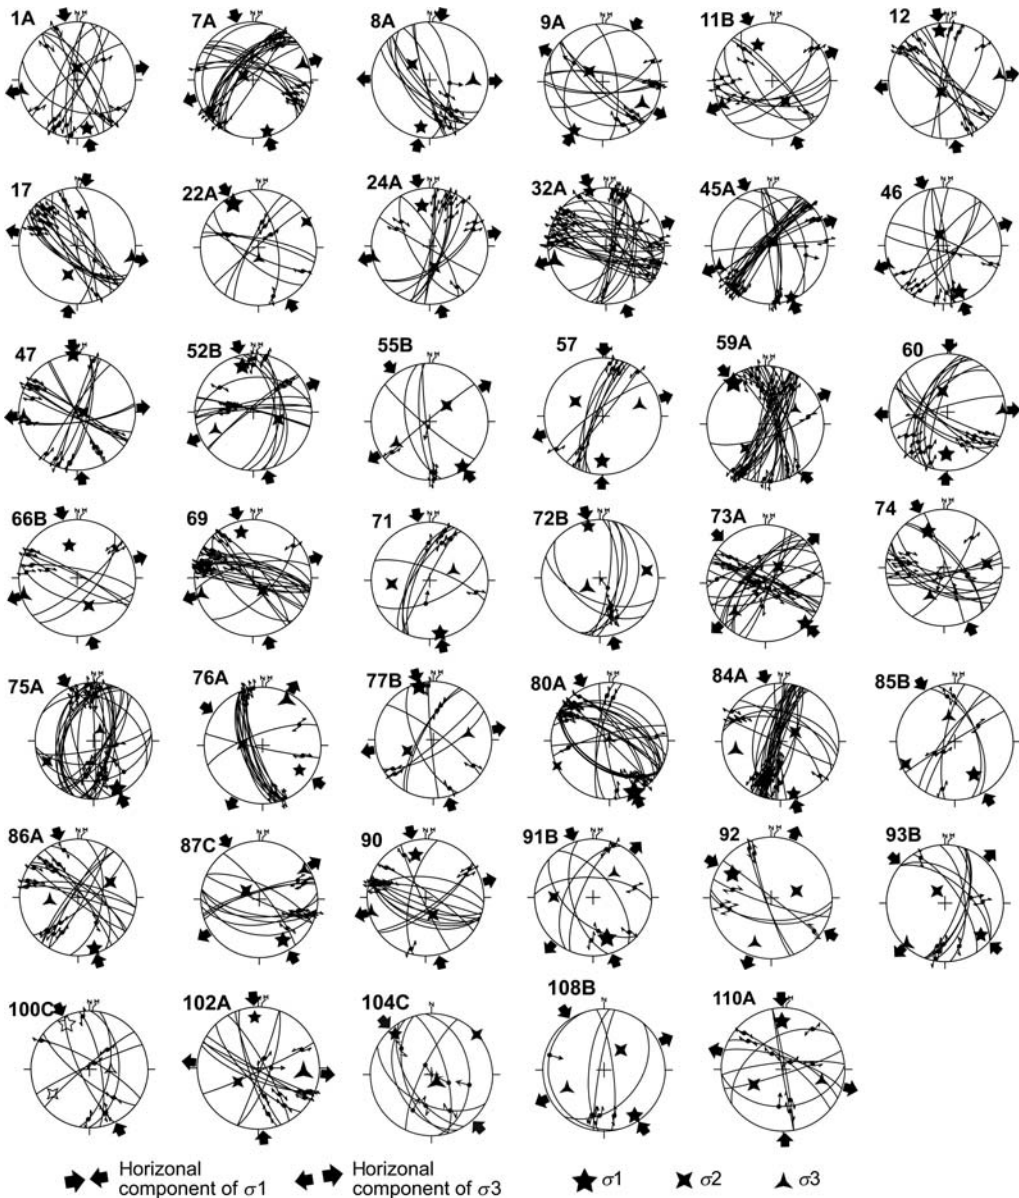 1A 7A 8A 9A 11B 12
17 22A 24A 32A 45A 46
47 52B 55B 57 59A 60
66B 69 71 72B 73A 74
75A 76A 77B 80A 84A 85B
86A 87C 90 91B 92 93B
100C 102A 104C 108B 110A
Horizonal component of σ1
Horizonal component of σ3
σ1
σ2
σ3